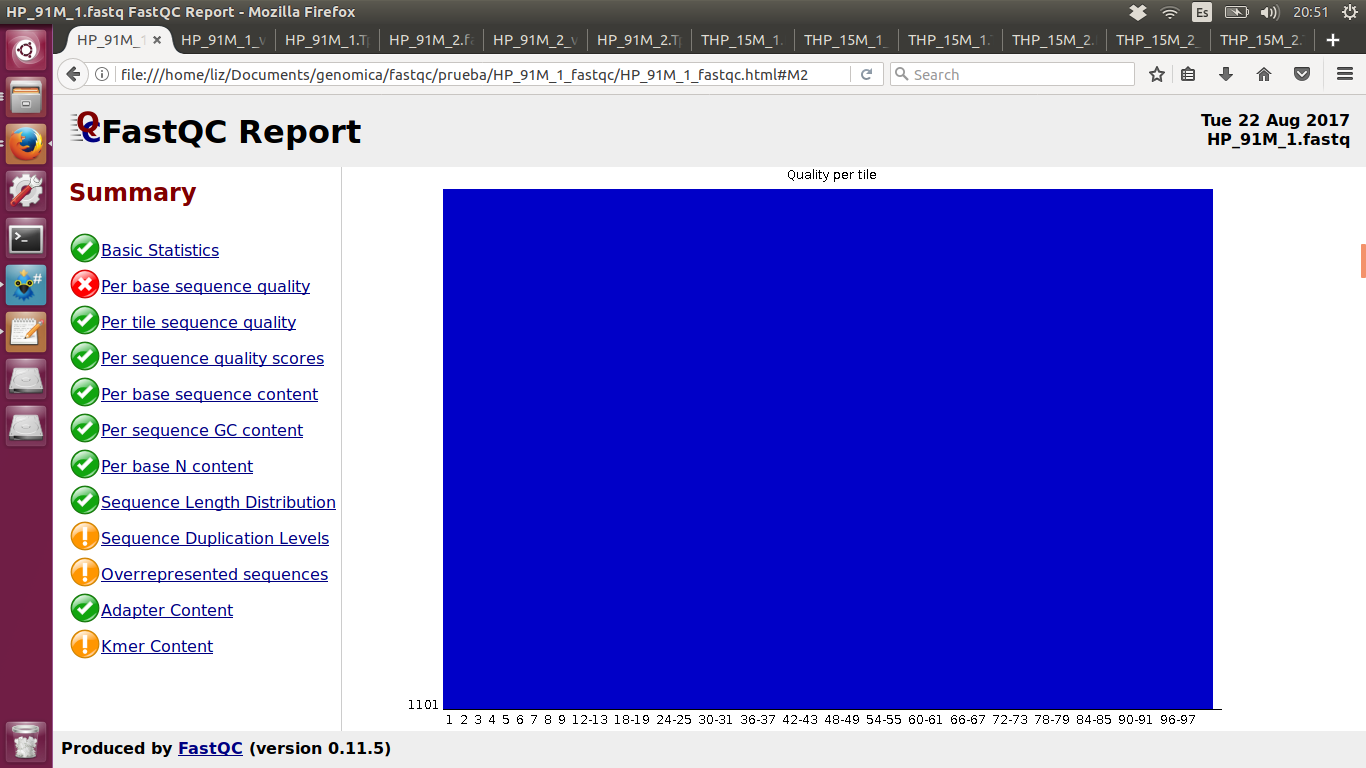 HP_91M_1.fastq FastQC Report - Mozilla Firefox
Es
20:51
HP_91M_1
HP_91M_1_v
HP_91M_1.T
HP_91M_2.f
HP_91M_2_v
HP_91M_2.T
THP_15M_1.
THP_15M_1_
THP_15M_1.
THP_15M_2.
THP_15M_2_
THP_15M_2.
file:///home/liz/Documents/genomica/fastqc/prueba/HP_91M_1_fastqc/HP_91M_1_fastqc.html#M2
Search
FastQC Report
Tue 22 Aug 2017
HP_91M_1.fastq
Summary
Basic Statistics
Per base sequence quality
Per tile sequence quality
Per sequence quality scores
Per base sequence content
Per sequence GC content
Per base N content
Sequence Length Distribution
Sequence Duplication Levels
Overrepresented sequences
Adapter Content
Kmer Content
Quality per tile
1101
1 2 3 4 5 6 7 8 9 12-13 18-19 24-25 30-31 36-37 42-43 48-49 54-55 60-61 66-67 72-73 78-79 84-85 90-91 96-97
Produced by FastQC (version 0.11.5)